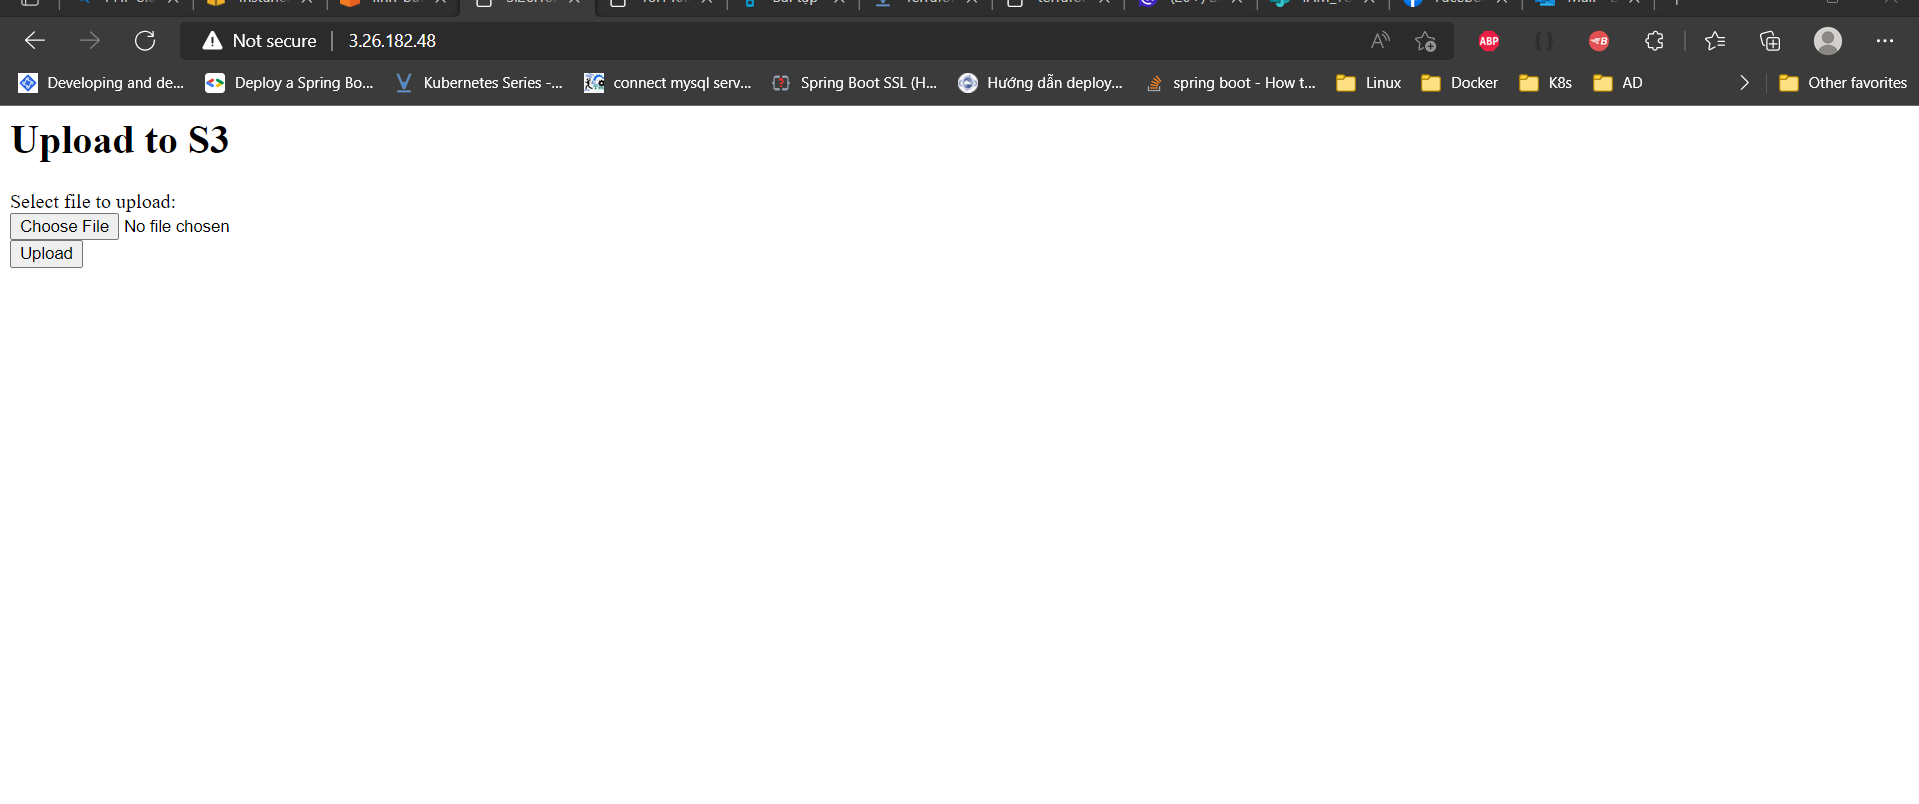 Not secure 3.26.182.48
ABP
Developing and de... Deploy a Spring Bo... Kubernetes Series -... connect mysql serv... Spring Boot SSL (H... Hướng dẫn deploy... spring boot - How t... Linux Docker K8s AD Other favorites
Upload to S3
Select file to upload:
Choose File No file chosen
Upload